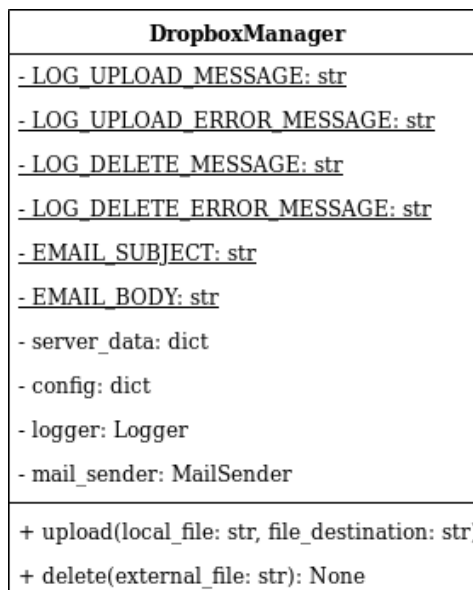 DropboxManager
- LOG_UPLOAD_MESSAGE: str
- LOG_UPLOAD_ERROR_MESSAGE: str
- LOG_DELETE_MESSAGE: str
- LOG_DELETE_ERROR_MESSAGE: str
- EMAIL_SUBJECT: str
- EMAIL_BODY: str
- server_data: dict
- config: dict
- logger: Logger
- mail_sender: MailSender
+ upload(local_file: str, file_destination: str)
+ delete(external_file: str): None